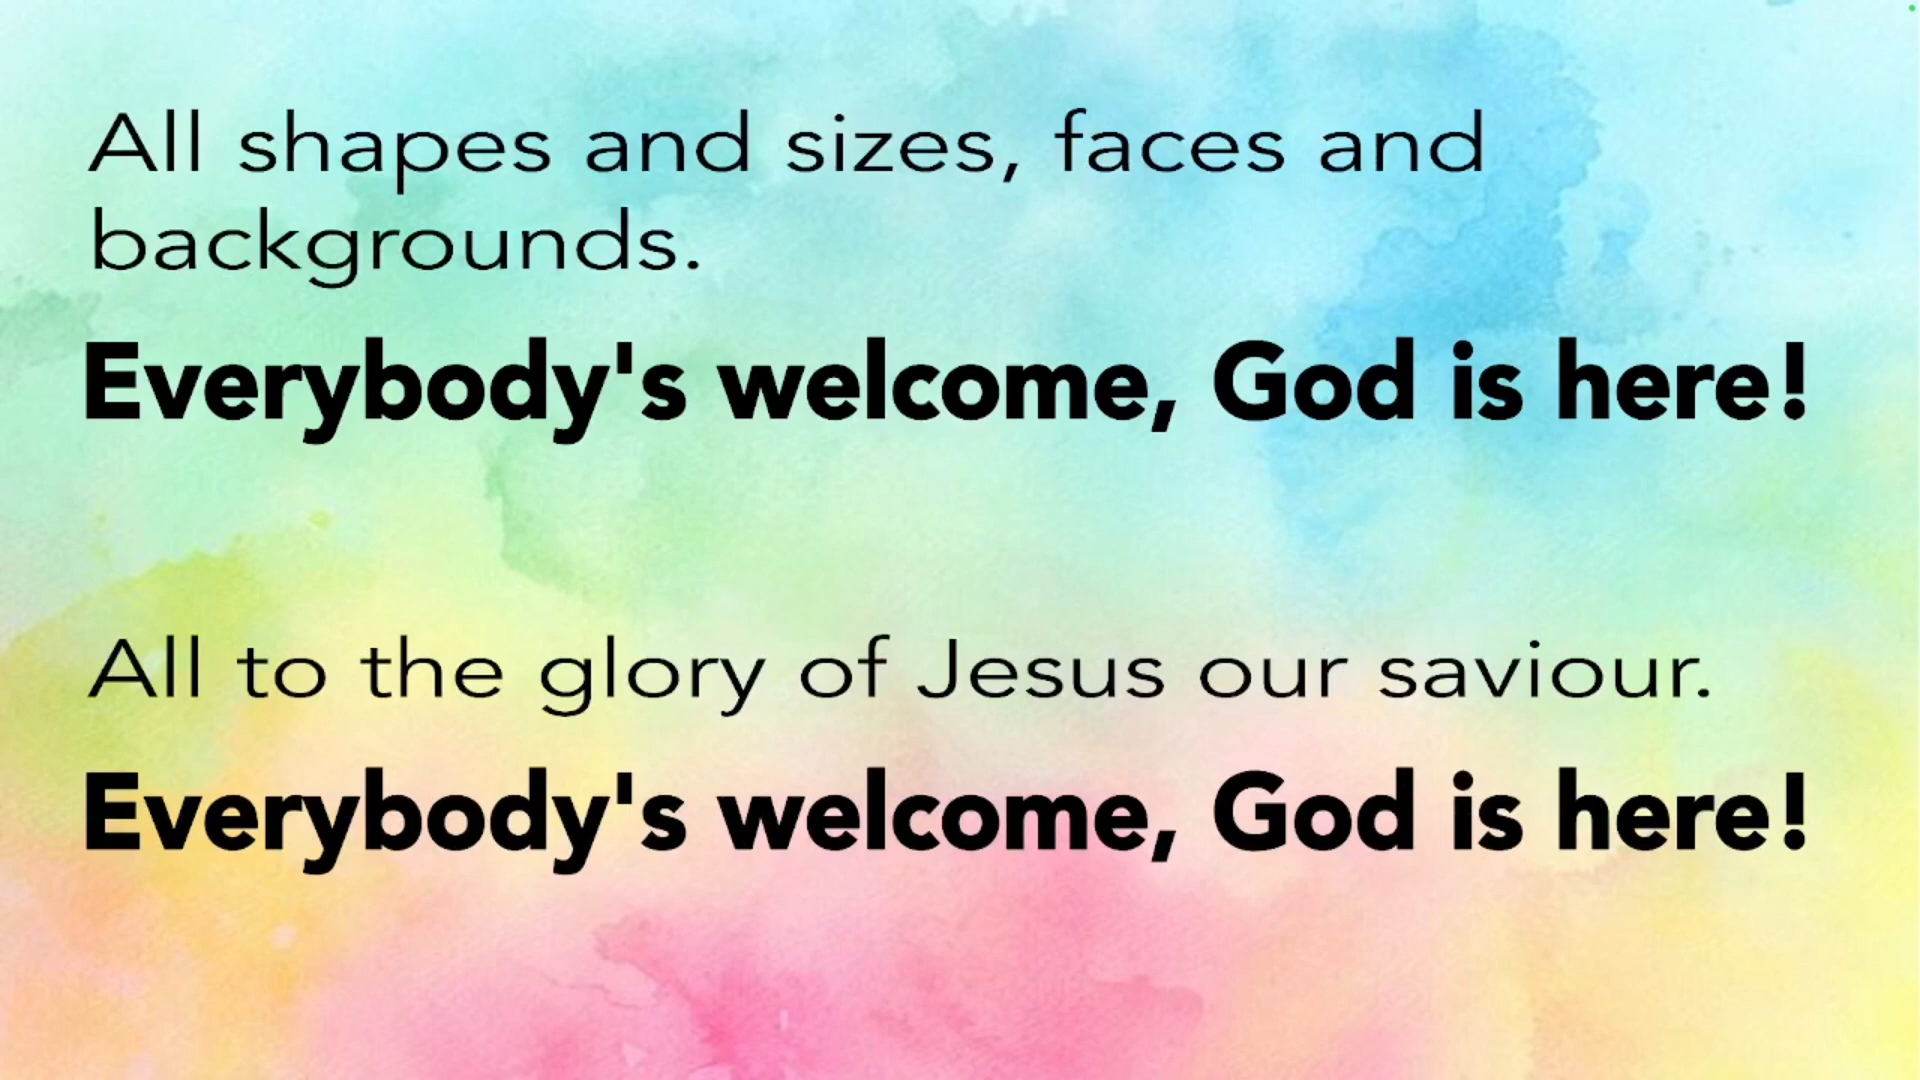 All shapes and sizes, faces and
backgrounds.
Everybody's welcome, God is here!
All to the glory of Jesus our saviour.
Everybody's welcome, God is here!